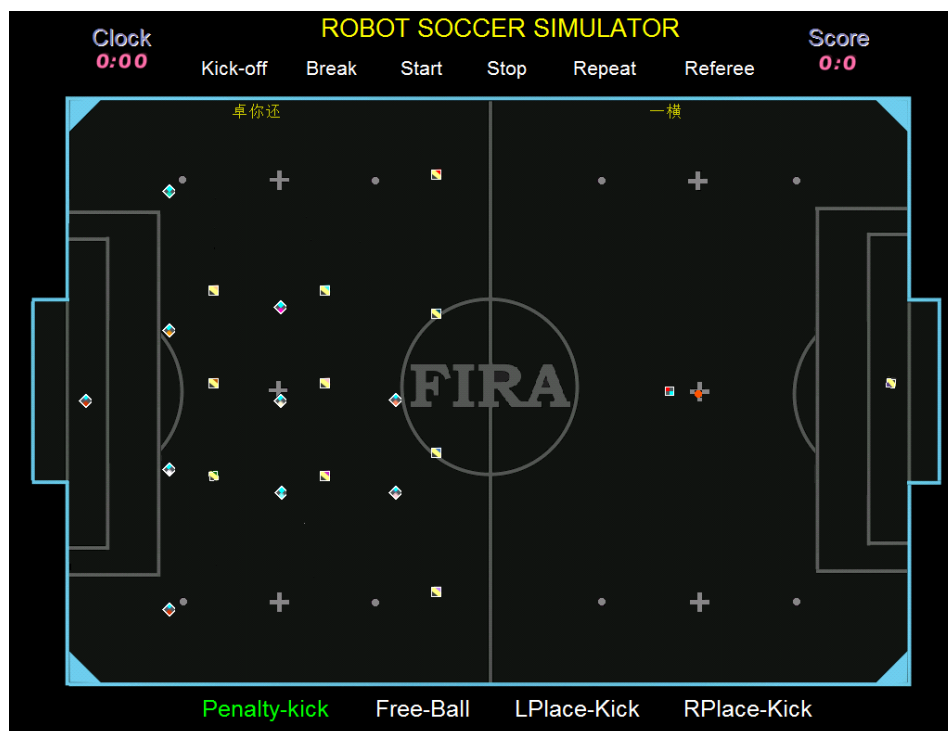 ROBOT SOCCER SIMULATOR
Clock
0:00
Score
0:0
Kick-off Break Start Stop Repeat Referee
卓你还 一横
FIRA
Penalty-kick Free-Ball LPlace-Kick RPlace-Kick